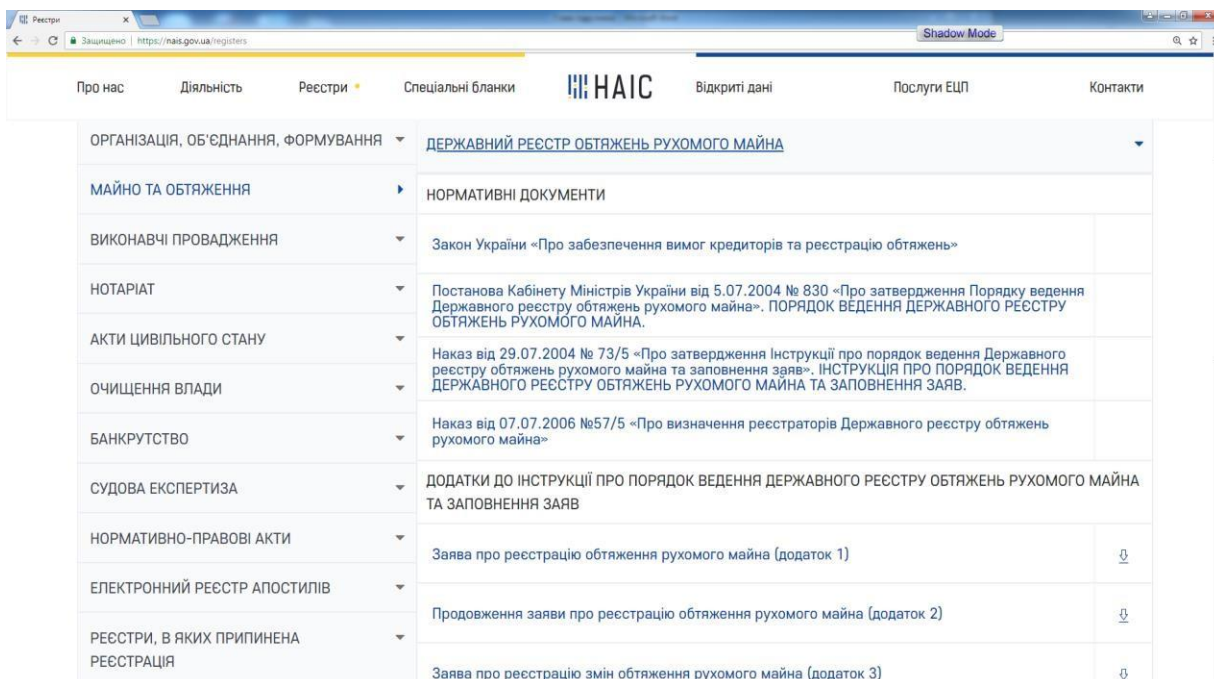 Реєстри
Защищено | https://nais.gov.ua/registers
Shadow Mode
Про нас Діяльність Реєстри Спеціальні бланки НАІС Відкриті дані Послуги ЕЦП Контакти
ОРГАНІЗАЦІЯ, ОБ'ЄДНАННЯ, ФОРМУВАННЯ
МАЙНО ТА ОБТЯЖЕННЯ
ВИКОНАВЧІ ПРОВАДЖЕННЯ
НОТАРІАТ
АКТИ ЦИВІЛЬНОГО СТАНУ
ОЧИЩЕННЯ ВЛАДИ
БАНКРУТСТВО
СУДОВА ЕКСПЕРТИЗА
НОРМАТИВНО-ПРАВОВІ АКТИ
ЕЛЕКТРОННИЙ РЕЄСТР АПОСТИЛІВ
РЕЄСТРИ, В ЯКИХ ПРИПИНЕНА
РЕЄСТРАЦІЯ
ДЕРЖАВНИЙ РЕЄСТР ОБТЯЖЕНЬ РУХОМОГО МАЙНА
НОРМАТИВНІ ДОКУМЕНТИ
Закон України «Про забезпечення вимог кредиторів та реєстрацію обтяжень»
Постанова Кабінету Міністрів України від 5.07.2004 № 830 «Про затвердження Порядку ведення
Державного реєстру обтяжень рухомого майна». ПОРЯДОК ВЕДЕННЯ ДЕРЖАВНОГО РЕЄСТРУ
ОБТЯЖЕНЬ РУХОМОГО МАЙНА.
Наказ від 29.07.2004 № 73/5 «Про затвердження Інструкції про порядок ведення Державного
реєстру обтяжень рухомого майна та заповнення заяв». ІНСТРУКЦІЯ ПРО ПОРЯДОК ВЕДЕННЯ
ДЕРЖАВНОГО РЕЄСТРУ ОБТЯЖЕНЬ РУХОМОГО МАЙНА ТА ЗАПОВНЕННЯ ЗАЯВ.
Наказ від 07.07.2006 №57/5 «Про визначення реєстраторів Державного реєстру обтяжень
рухомого майна»
ДОДАТКИ ДО ІНСТРУКЦІЇ ПРО ПОРЯДОК ВЕДЕННЯ ДЕРЖАВНОГО РЕЄСТРУ ОБТЯЖЕНЬ РУХОМОГО МАЙНА
ТА ЗАПОВНЕННЯ ЗАЯВ
Заява про реєстрацію обтяження рухомого майна (додаток 1)
Продовження заяви про реєстрацію обтяження рухомого майна (додаток 2)
Заява про реєстрацію змін обтяження рухомого майна (додаток 3)